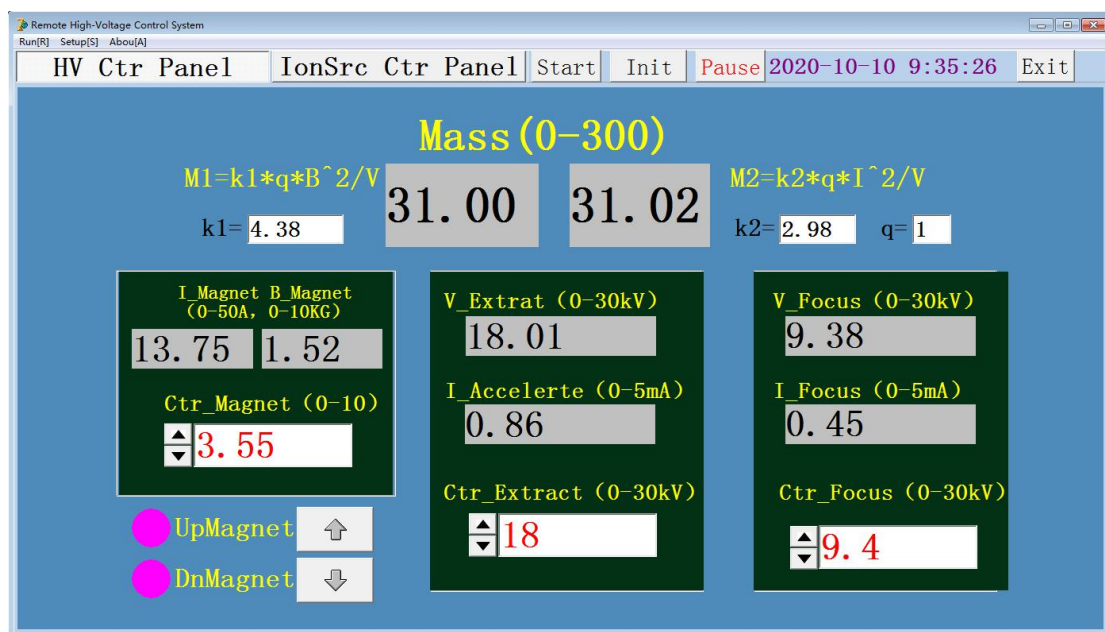 Remote High-Voltage Control System
Run[R] Setup[S] Abou[A]
HV Ctr Panel IonSrc Ctr Panel Start Init Pause 2020-10-10 9:35:26 Exit
Mass(0-300)
M1=k1*q*B^2/V 31.00 31.02 M2=k2*q*I^2/V
k1= 4.38 k2= 2.98 q= 1
I_Magnet B_Magnet
(0-50A, 0-10KG)
13.75 1.52
Ctr_Magnet (0-10)
3.55
UpMagnet
DnMagnet
V_Extrat (0-30kV)
18.01
I_Accelerte (0-5mA)
0.86
Ctr_Extract (0-30kV)
18
V_Focus (0-30kV)
9.38
I_Focus (0-5mA)
0.45
Ctr_Focus (0-30kV)
9.4